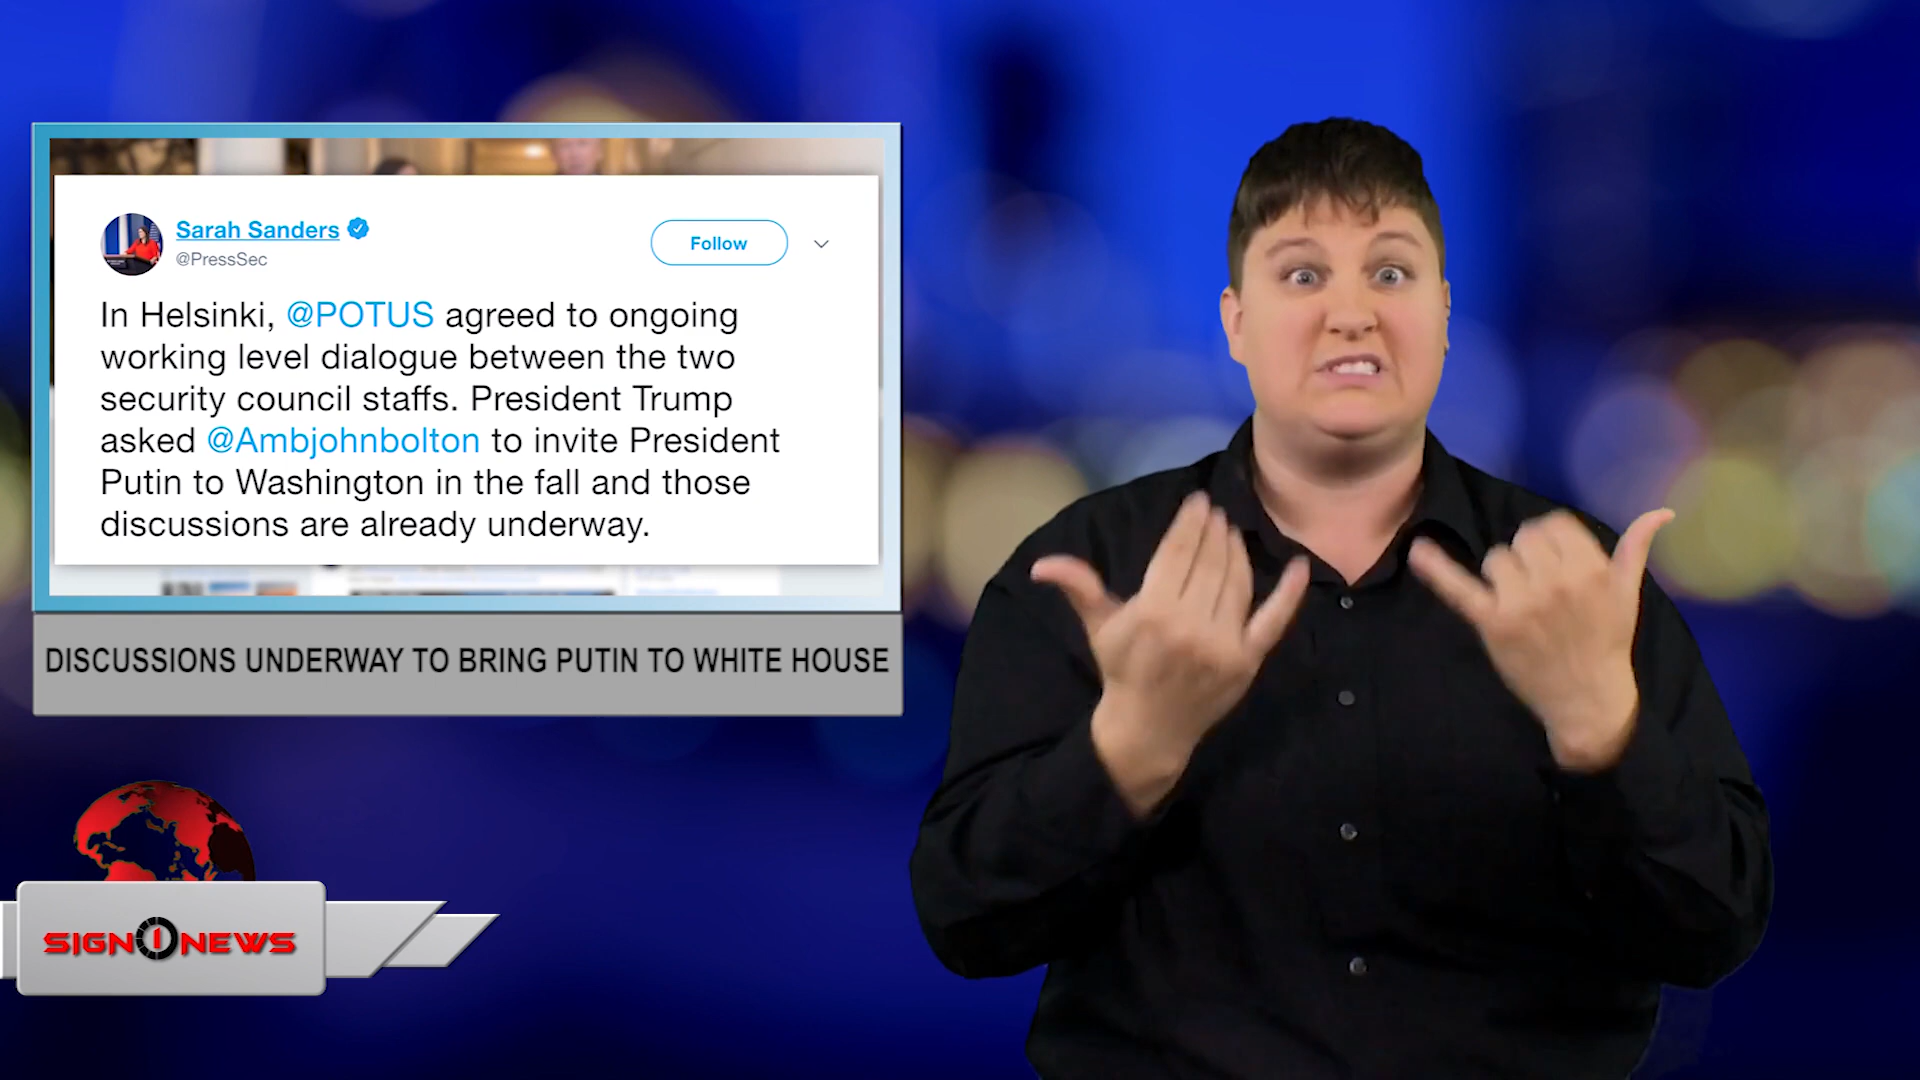 Sarah Sanders
@PressSec
Follow
In Helsinki, @POTUS agreed to ongoing
working level dialogue between the two
security council staffs. President Trump
asked @Ambjohnbolton to invite President
Putin to Washington in the fall and those
discussions are already underway.
DISCUSSIONS UNDERWAY TO BRING PUTIN TO WHITE HOUSE
SIGN1NEWS